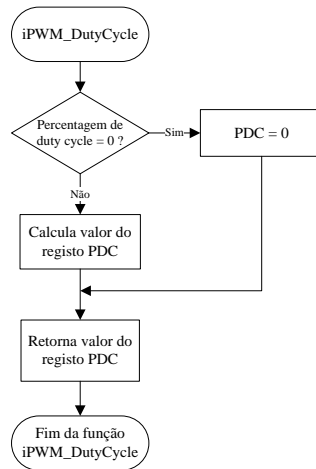 iPWM_DutyCycle
Percentagem de
duty cycle = 0 ?
Sim
PDC = 0
Não
Calcula valor do
registo PDC
Retorna valor do
registo PDC
Fim da função
iPWM_DutyCycle